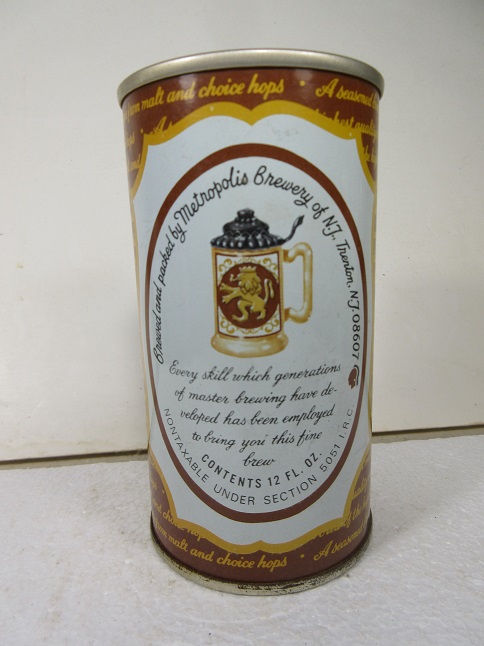 from malt and choice hops • A seasoned
Brewed and packed by Metropolis Brewery of N.J. Trenton, N.J. 08607
Every skill which generations
of master brewing have de-
veloped has been employed
to bring you this fine
brew
CONTENTS 12 FL. OZ.
NONTAXABLE UNDER SECTION 5051 I.R.C.
malt and choice hops • A seasoned